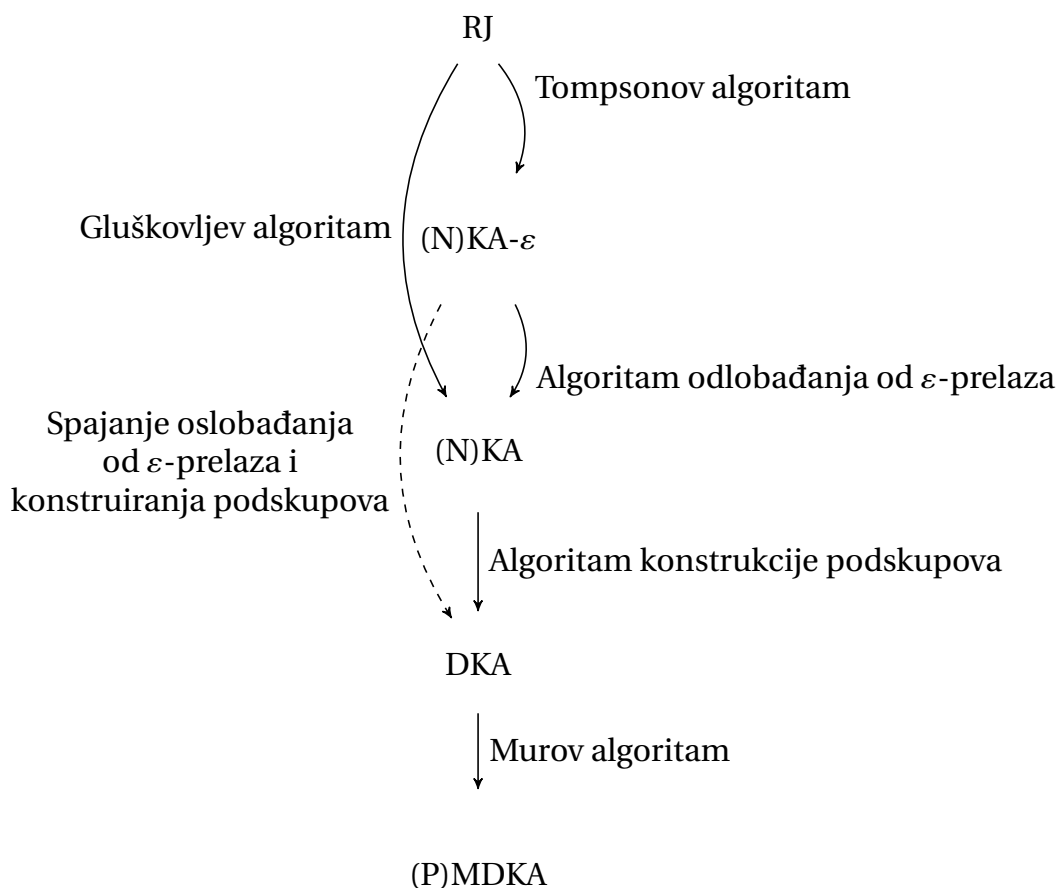 RJ
Tompsonov algoritam
Gluškovljev algoritam
(N)KA-ε
Algoritam odlobađanja od ε-prelaza
Spajanje oslobađanja
od ε-prelaza i
konstruiranja podskupova
(N)KA
Algoritam konstrukcije podskupova
DKA
Murov algoritam
(P)MDKA